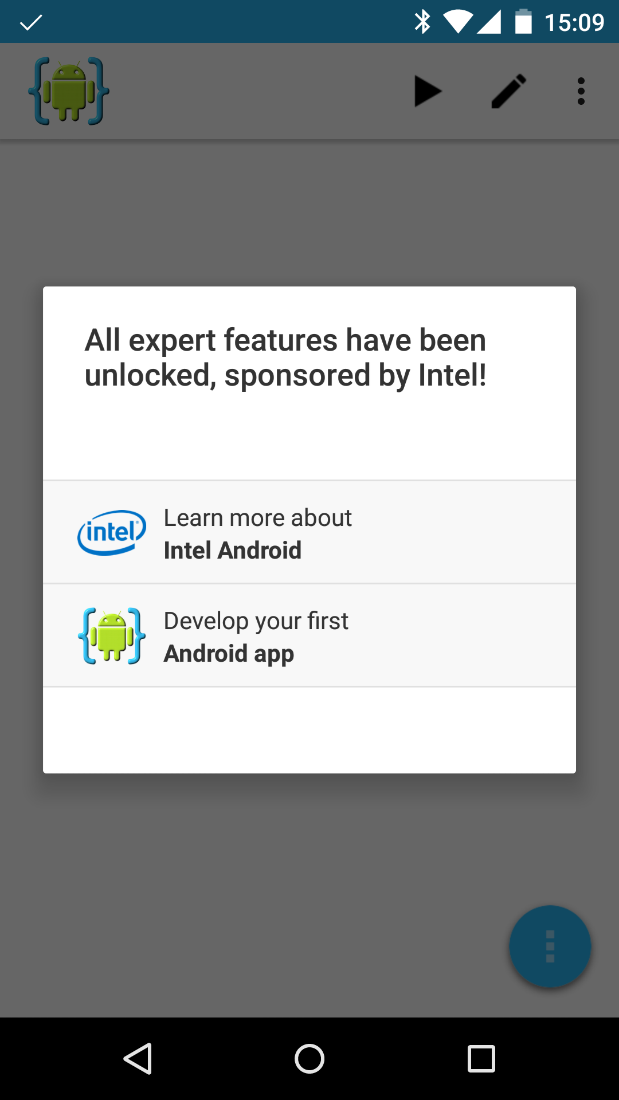 15:09
All expert features have been
unlocked, sponsored by Intel!
intel
Learn more about
Intel Android
Develop your first
Android app